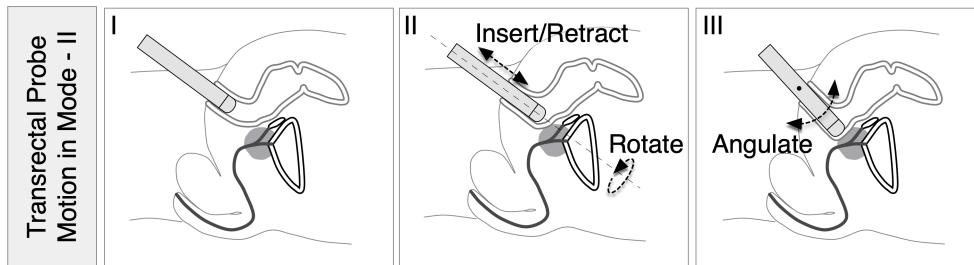 Transrectal Probe
Motion in Mode - II
I
II
Insert/Retract
Rotate
III
Angulate